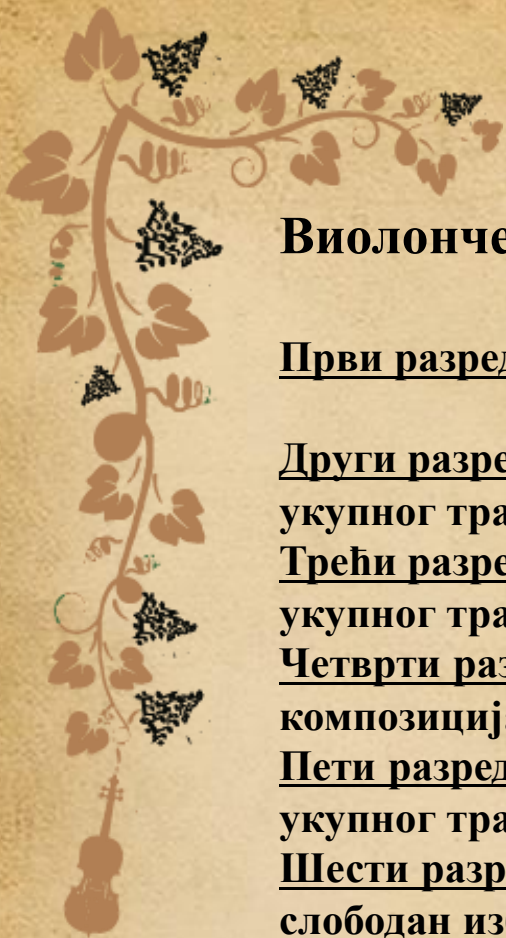 Виолонче
Први разред
Други разре
укупног тра
Трећи разре
укупног тра
Четврти раз
композициј
Пети разред
укупног тра
Шести разр
слободан из